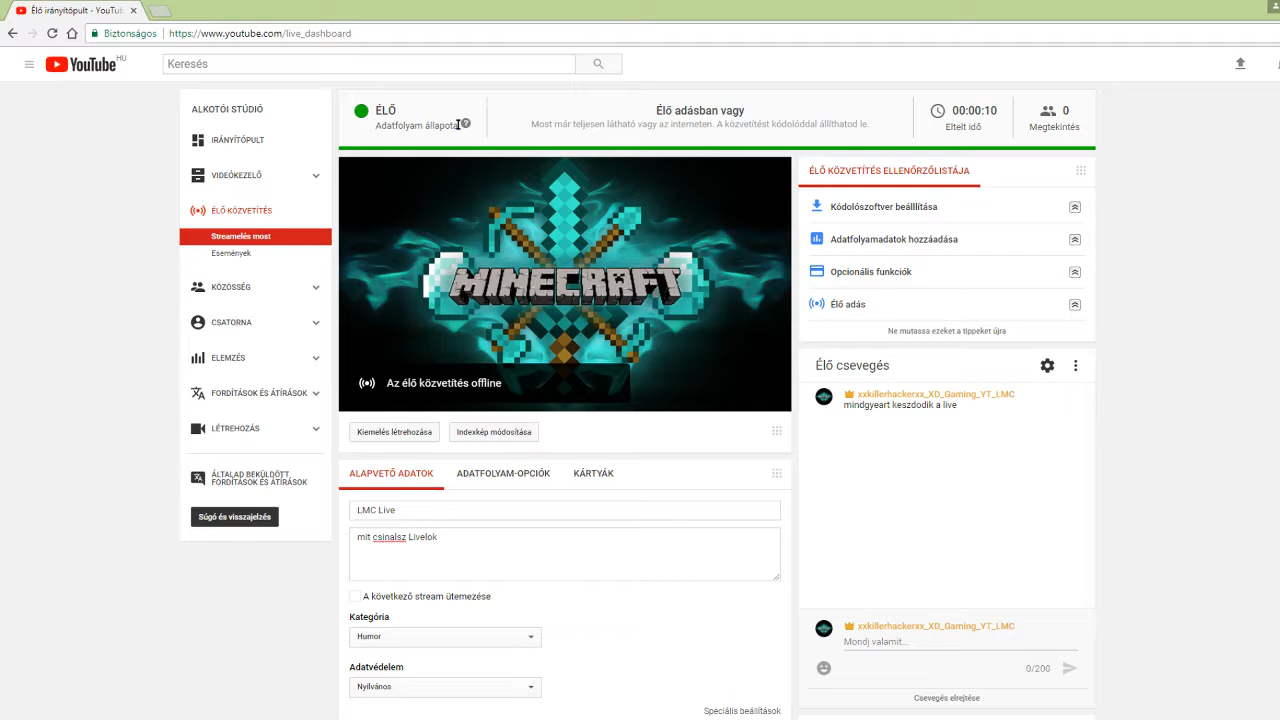 Élő irányítópult - YouTub
Biztonságos https://www.youtube.com/live_dashboard
YouTube HU
Keresés
ALKOTÓI STÚDIÓ
IRÁNYÍTÓPULT
VIDEÓKEZELŐ
ÉLŐ KÖZVETÍTÉS
Streamelés most
Események
KÖZÖSSÉG
CSATORNA
ELEMZÉS
FORDÍTÁSOK ÉS ÁTÍRÁSOK
LÉTREHOZÁS
ÁLTALAD BEKÜLDÖTT,
FORDÍTÁSOK ÉS ÁTÍRÁSOK
Súgó és visszajelzés
ÉLŐ
Adatfolyam állapota
Élő adásban vagy
Most már teljesen látható vagy az interneten. A közvetítést kódolóddal állíthatod le.
00:00:10
Eltelt idő
0
Megtekintés
MINECRAFT
Az élő közvetítés offline
Kiemelés létrehozása
Indexkép módosítása
ALAPVETŐ ADATOK
ADATFOLYAM-OPCIÓK
KÁRTYÁK
LMC Live
mit csinalsz Livelok
A következő stream ütemezése
Kategória
Humor
Adatvédelem
Nyilvános
Speciális beállítások
ÉLŐ KÖZVETÍTÉS ELLENŐRZŐLISTÁJA
Kódolószoftver beállítása
Adatfolyamadatok hozzáadása
Opcionális funkciók
Élő adás
Ne mutassa ezeket a tippeket újra
Élő csevegés
xxkillerhackerxx_XD_Gaming_YT_LMC
mindgyeart keszdodik a live
xxkillerhackerxx_XD_Gaming_YT_LMC
Mondj valamit...
0/200
Csevegés elrejtése